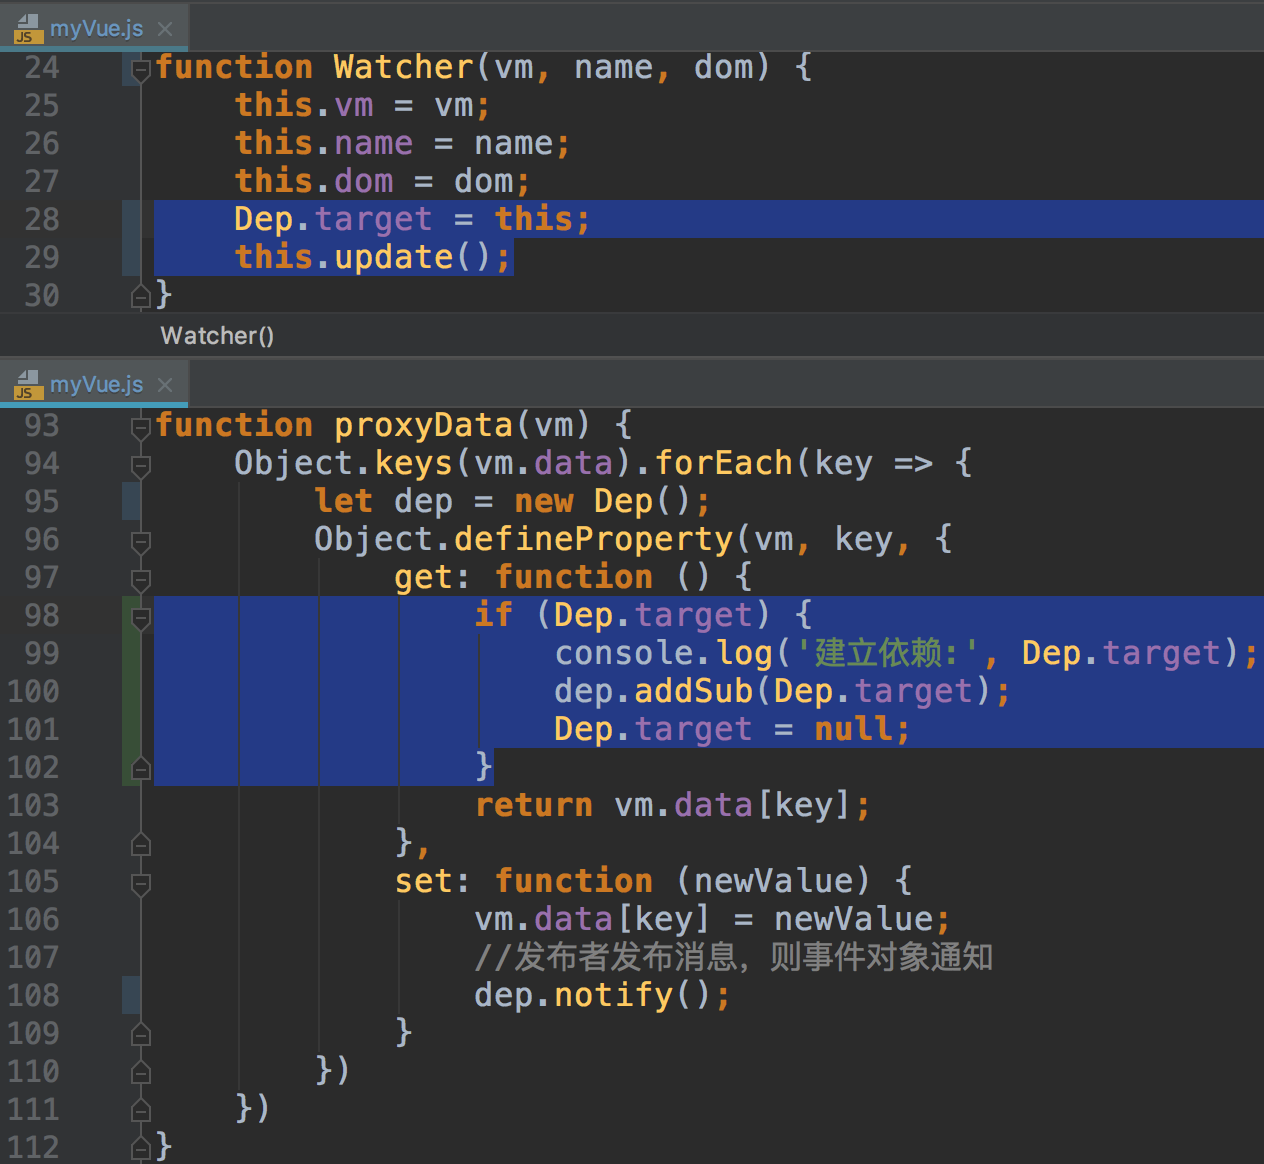 myVue.js
24 function Watcher(vm, name, dom) {
25 this.vm = vm;
26 this.name = name;
27 this.dom = dom;
28 Dep.target = this;
29 this.update();
30 }
Watcher()
myVue.js
93 function proxyData(vm) {
94 Object.keys(vm.data).forEach(key => {
95 let dep = new Dep();
96 Object.defineProperty(vm, key, {
97 get: function () {
98 if (Dep.target) {
99 console.log('建立依赖:', Dep.target);
100 dep.addSub(Dep.target);
101 Dep.target = null;
102 }
103 return vm.data[key];
104 },
105 set: function (newValue) {
106 vm.data[key] = newValue;
107 //发布者发布消息，则事件对象通知
108 dep.notify();
109 }
110 })
111 })
112 }